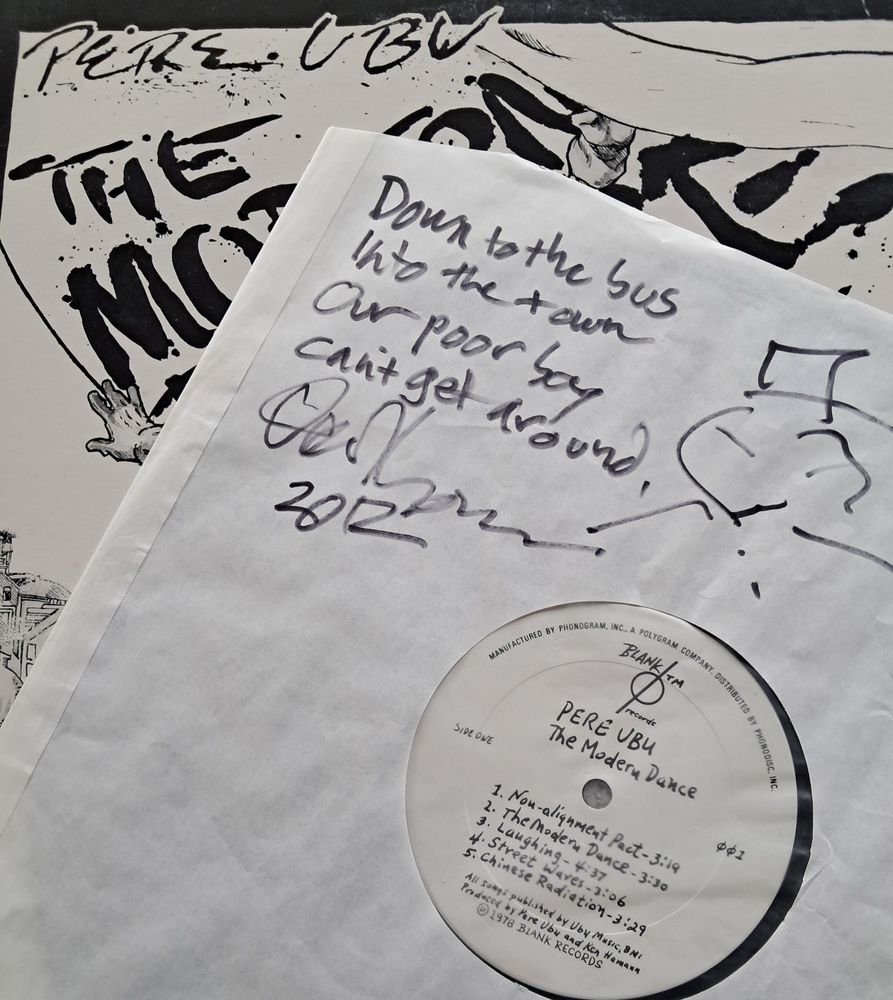 PERE UBU
THE
Down to the bus
Into the town
Our poor boy
can't get around.
2012
MANUFACTURED BY PHONOGRAM, INC., A POLYGRAM COMPANY, DISTRIBUTED BY PHONODISC, INC.
BLANK TM
records
PERE UBU
The Modern Dance
SIDE ONE
1. Non-alignment Pact-3:19
2. The Modern Dance-3:30
3. Laughing-4:37
4. Street Waves-3:06
5. Chinese Radiation-3:29
001
All songs published by Ubu Music, BMI
Produced by Pere Ubu and Ken Hamann
℗1978 BLANK RECORDS